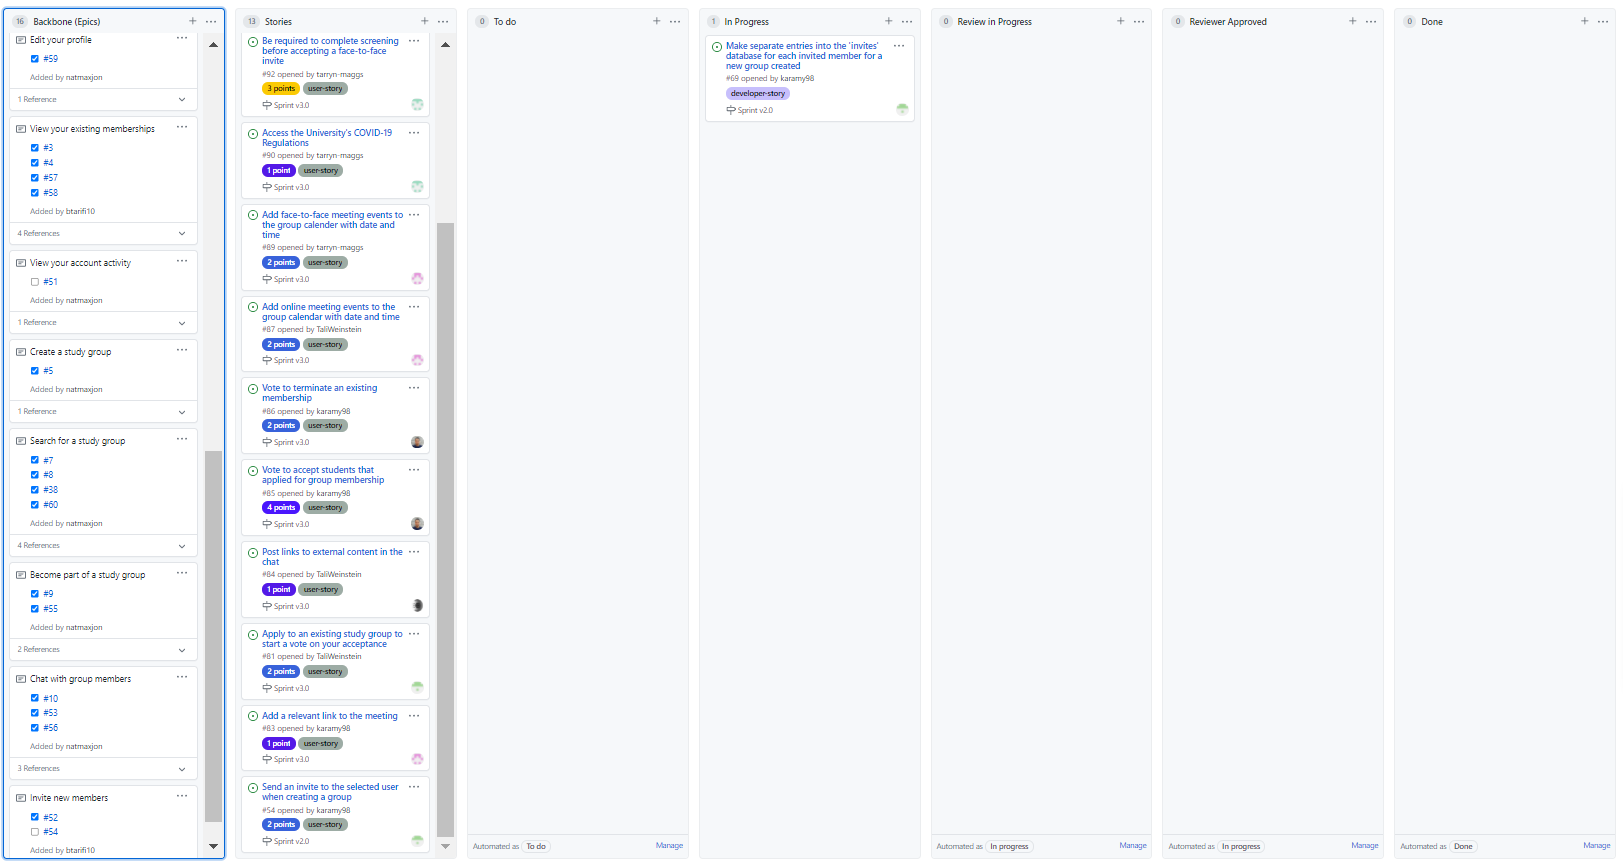 16 Backbone (Epics)
Edit your profile
#59
Added by natmaxjon
1 Reference
View your existing memberships
#3
#4
#57
#58
Added by btarifi10
4 References
View your account activity
#51
Added by natmaxjon
1 Reference
Create a study group
#5
Added by natmaxjon
1 Reference
Search for a study group
#7
#8
#38
#60
Added by natmaxjon
4 References
Become part of a study group
#9
#55
Added by natmaxjon
2 References
Chat with group members
#10
#53
#56
Added by natmaxjon
3 References
Invite new members
#52
#54
Added by btarifi10
13 Stories
Be required to complete screening
before accepting a face-to-face
invite
#92 opened by tarryn-maggs
3 points user-story
Sprint v3.0
Access the University's COVID-19
Regulations
#90 opened by tarryn-maggs
1 point user-story
Sprint v3.0
Add face-to-face meeting events to
the group calender with date and
time
#89 opened by tarryn-maggs
2 points user-story
Sprint v3.0
Add online meeting events to the
group calendar with date and time
#87 opened by TaliWeinstein
2 points user-story
Sprint v3.0
Vote to terminate an existing
membership
#86 opened by karamy98
2 points user-story
Sprint v3.0
Vote to accept students that
applied for group membership
#85 opened by karamy98
4 points user-story
Sprint v3.0
Post links to external content in the
chat
#84 opened by TaliWeinstein
1 point user-story
Sprint v3.0
Apply to an existing study group to
start a vote on your acceptance
#81 opened by TaliWeinstein
2 points user-story
Sprint v3.0
Add a relevant link to the meeting
#83 opened by karamy98
1 point user-story
Sprint v3.0
Send an invite to the selected user
when creating a group
#54 opened by karamy98
2 points user-story
Sprint v2.0
0 To do
Automated as To do Manage
1 In Progress
Make separate entries into the 'invites'
database for each invited member for a
new group created
#69 opened by karamy98
developer-story
Sprint v2.0
0 Review in Progress
Automated as In progress Manage
0 Reviewer Approved
Automated as In progress Manage
0 Done
Automated as Done Manage